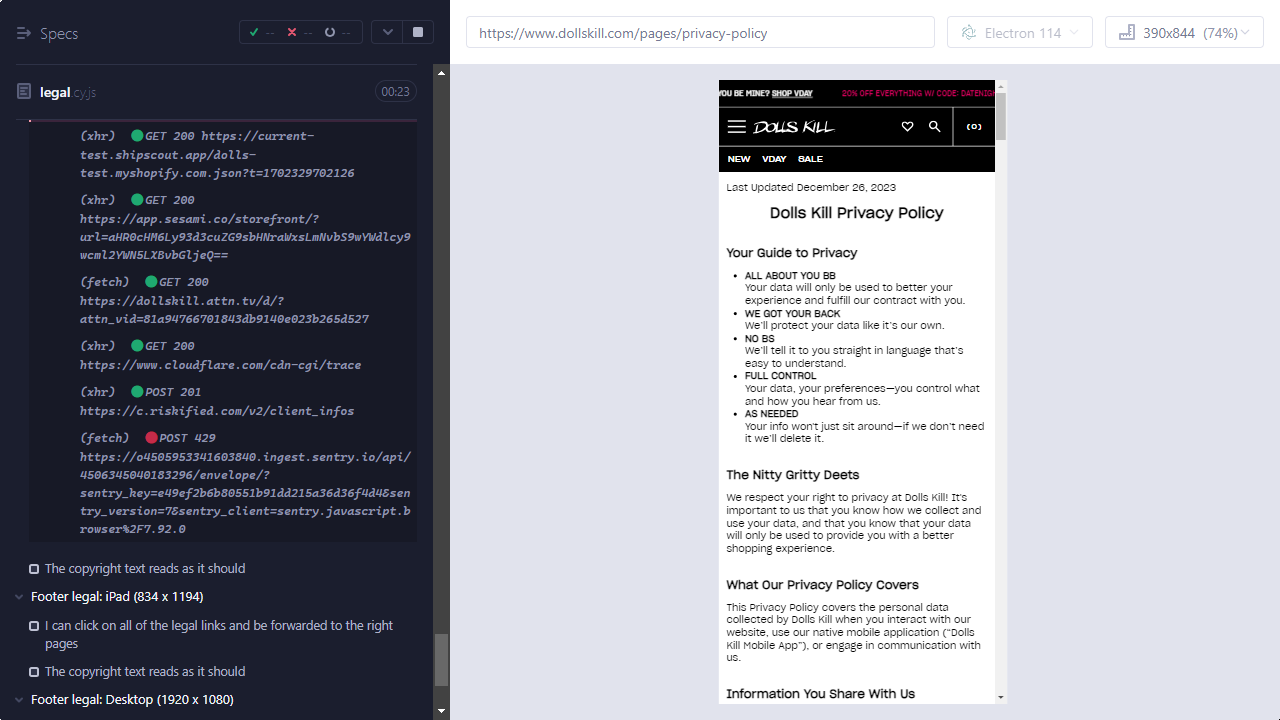 Specs
-- -- --
https://www.dollskill.com/pages/privacy-policy
Electron 114
390x844 (74%)
legal.cy.js
00:23
(xhr) GET 200 https://current-
test.shipscout.app/dolls-
test.myshopify.com.json?t=1702329702126
(xhr) GET 200
https://app.sesami.co/storefront/?
url=aHR0cHM6Ly93d3cuZG9sbHNraWxsLmNvbS9wYWdlcy9
wcml2YWN5LXBvbGljeQ==
(fetch) GET 200
https://dollskill.attn.tv/d/?
attn_vid=81a94766701843db9140e023b265d527
(xhr) GET 200
https://www.cloudflare.com/cdn-cgi/trace
(xhr) POST 201
https://c.riskified.com/v2/client_infos
(fetch) POST 429
https://o4505953341603840.ingest.sentry.io/api/
4506345040183296/envelope/?
sentry_key=e49ef2b6b80551b91dd215a36d36f4d4&sen
try_version=7&sentry_client=sentry.javascript.b
rowser%2F7.92.0
The copyright text reads as it should
Footer legal: iPad (834 x 1194)
I can click on all of the legal links and be forwarded to the right
pages
The copyright text reads as it should
Footer legal: Desktop (1920 x 1080)
YOU BE MINE? SHOP VDAY 20% OFF EVERYTHING W/ CODE: DATENIG
DOLLS KILL
(0)
NEW VDAY SALE
Last Updated December 26, 2023
Dolls Kill Privacy Policy
Your Guide to Privacy
• ALL ABOUT YOU BB
Your data will only be used to better your
experience and fulfill our contract with you.
• WE GOT YOUR BACK
We'll protect your data like it's our own.
• NO BS
We'll tell it to you straight in language that's
easy to understand.
• FULL CONTROL
Your data, your preferences—you control what
and how you hear from us.
• AS NEEDED
Your info won't just sit around—if we don't need
it we'll delete it.
The Nitty Gritty Deets
We respect your right to privacy at Dolls Kill! It's
important to us that you know how we collect and
use your data, and that you know that your data
will only be used to provide you with a better
shopping experience.
What Our Privacy Policy Covers
This Privacy Policy covers the personal data
collected by Dolls Kill when you interact with our
website, use our native mobile application (“Dolls
Kill Mobile App”), or engage in communication with
us.
Information You Share With Us